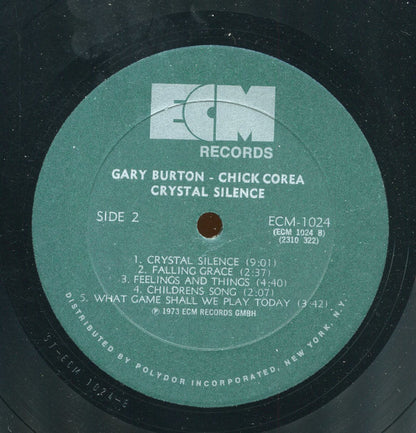 ECM
RECORDS
GARY BURTON - CHICK COREA
CRYSTAL SILENCE
SIDE 2
ECM-1024
(ECM 1024 B)
(2310 322)
1. CRYSTAL SILENCE (9:01)
2. FALLING GRACE (2:37)
3. FEELINGS AND THINGS (4:40)
4. CHILDRENS SONG (2:07)
5. WHAT GAME SHALL WE PLAY TODAY (3:42)
℗ 1973 ECM RECORDS GMBH
DISTRIBUTED BY POLYDOR INCORPORATED, NEW YORK, N.Y.